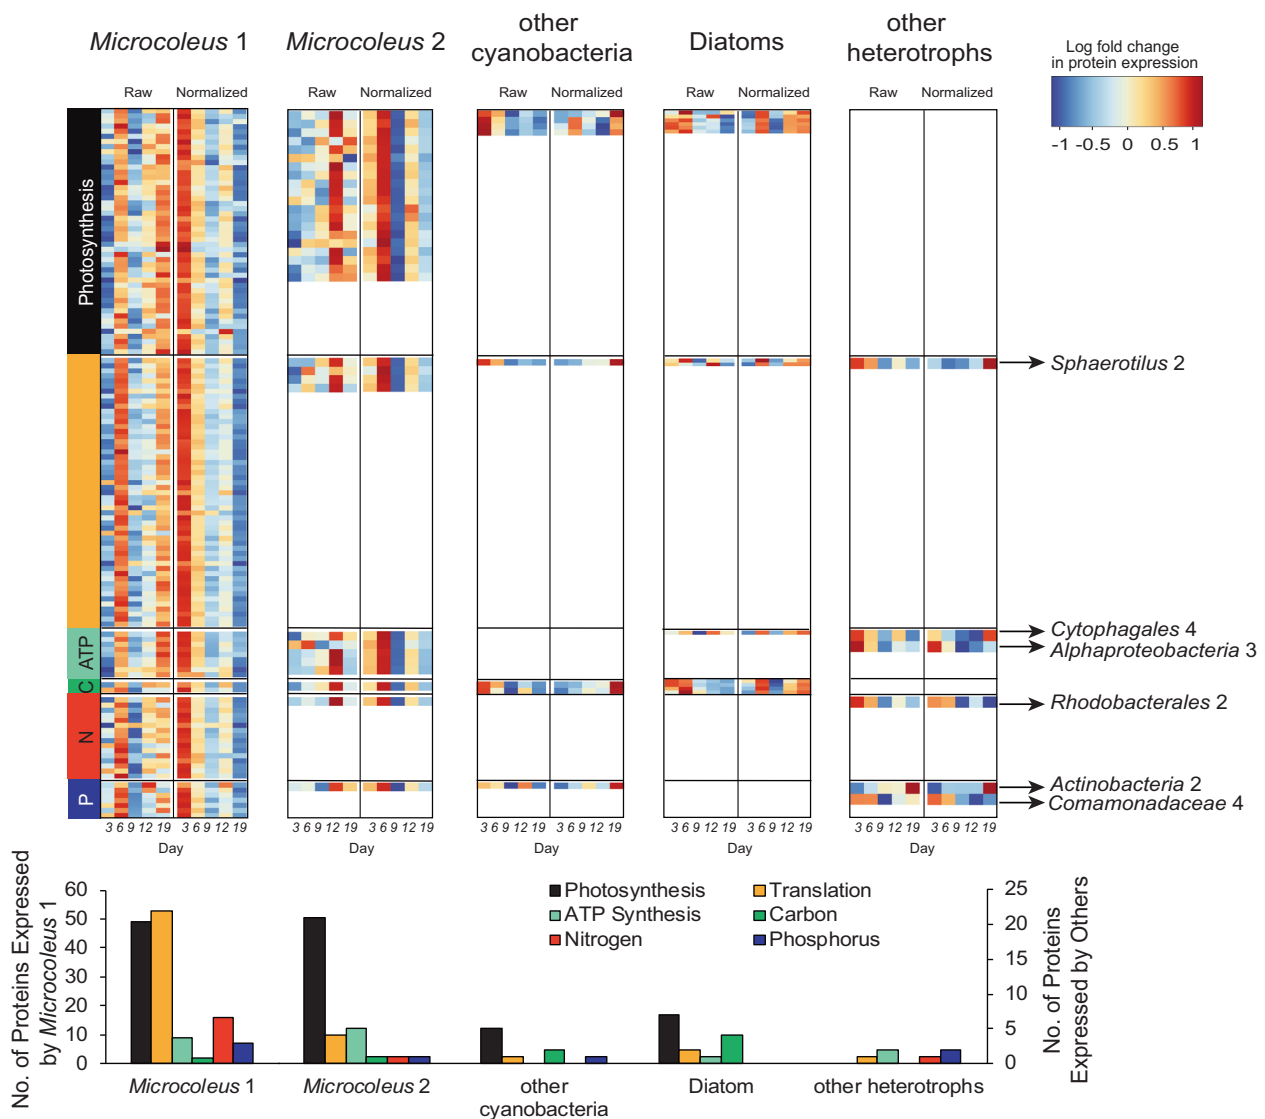 Microcoleus 1
Microcoleus 2
other
cyanobacteria
Diatoms
other
heterotrophs
Log fold change
in protein expression
-1 -0.5 0 0.5 1
Raw Normalized
Raw Normalized
Raw Normalized
Raw Normalized
Raw Normalized
Photosynthesis
ATP
C
N
P
Sphaerotilus 2
Cytophagales 4
Alphaproteobacteria 3
Rhodobacterales 2
Actinobacteria 2
Comamonadaceae 4
3 6 9 12 19 3 6 9 12 19
3 6 9 12 19 3 6 9 12 19
3 6 9 12 19 3 6 9 12 19
3 6 9 12 19 3 6 9 12 19
3 6 9 12 19 3 6 9 12 19
Day
Day
Day
Day
Day
No. of Proteins Expressed
by Microcoleus 1
60
50
40
30
20
10
0
Photosynthesis
Translation
ATP Synthesis
Carbon
Nitrogen
Phosphorus
25
20
15
10
5
0
No. of Proteins
Expressed by Others
Microcoleus 1
Microcoleus 2
other
cyanobacteria
Diatom
other heterotrophs